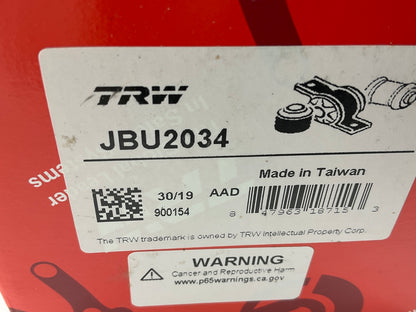 TRW
JBU2034
Made in Taiwan
30/19 AAD
900154
8 47963 18715 3
The TRW trademark is owned by TRW Intellectual Property Corp.
WARNING
Cancer and Reproductive Harm
www.p65warnings.ca.gov